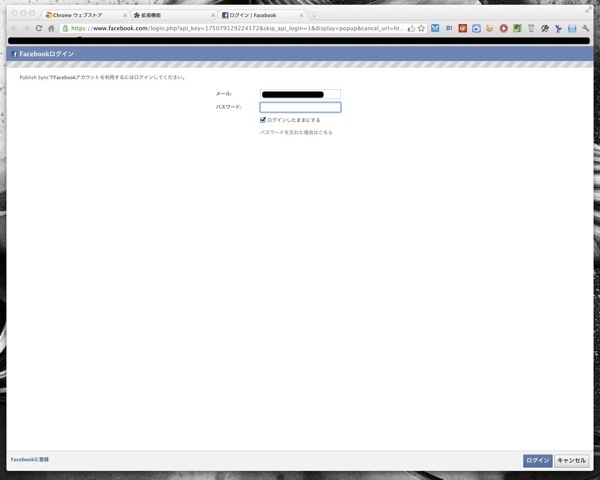 Chrome ウェブストア
拡張機能
ログイン | Facebook
https://www.facebook.com/login.php?api_key=175079129224172&skip_api_login=1&display=popup&cancel_url=ht...
Facebookログイン
Publish SyncでFacebookアカウントを利用するにはログインしてください。
メール:
パスワード:
ログインしたままにする
パスワードを忘れた場合はこちら
Facebookに登録
ログイン
キャンセル